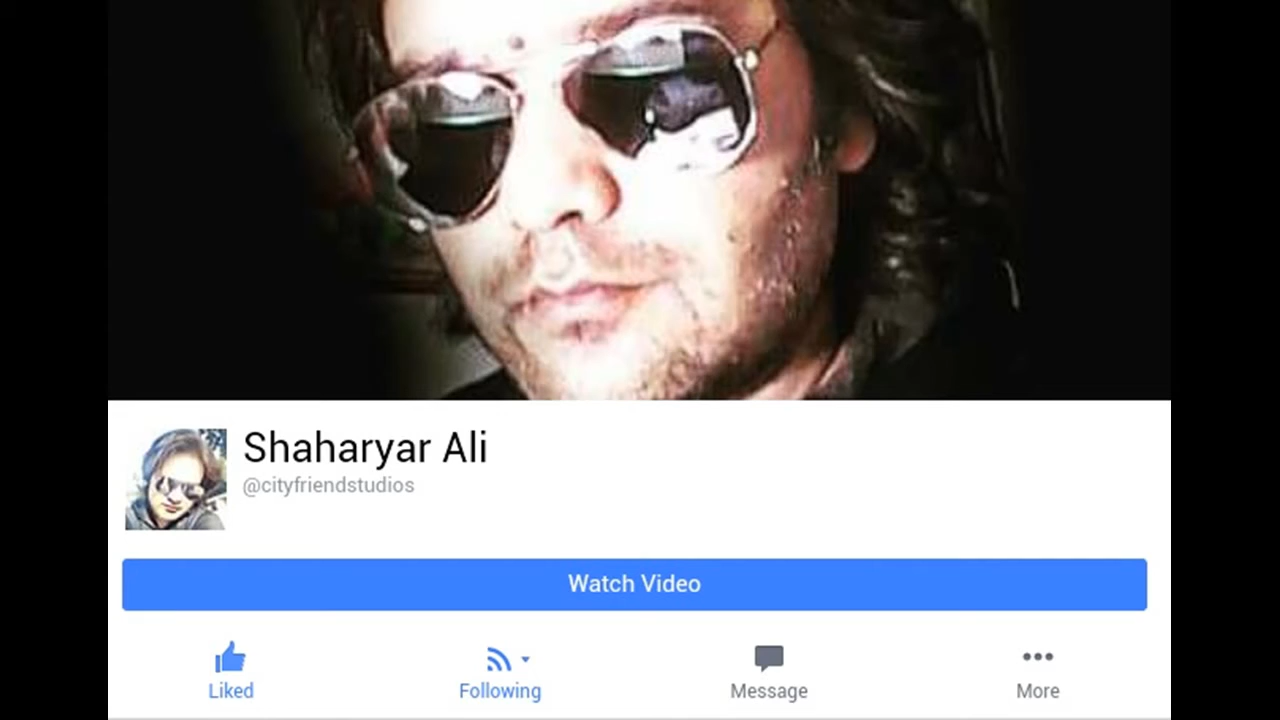 Shaharyar Ali
@cityfriendstudios
Watch Video
Liked
Following
Message
More